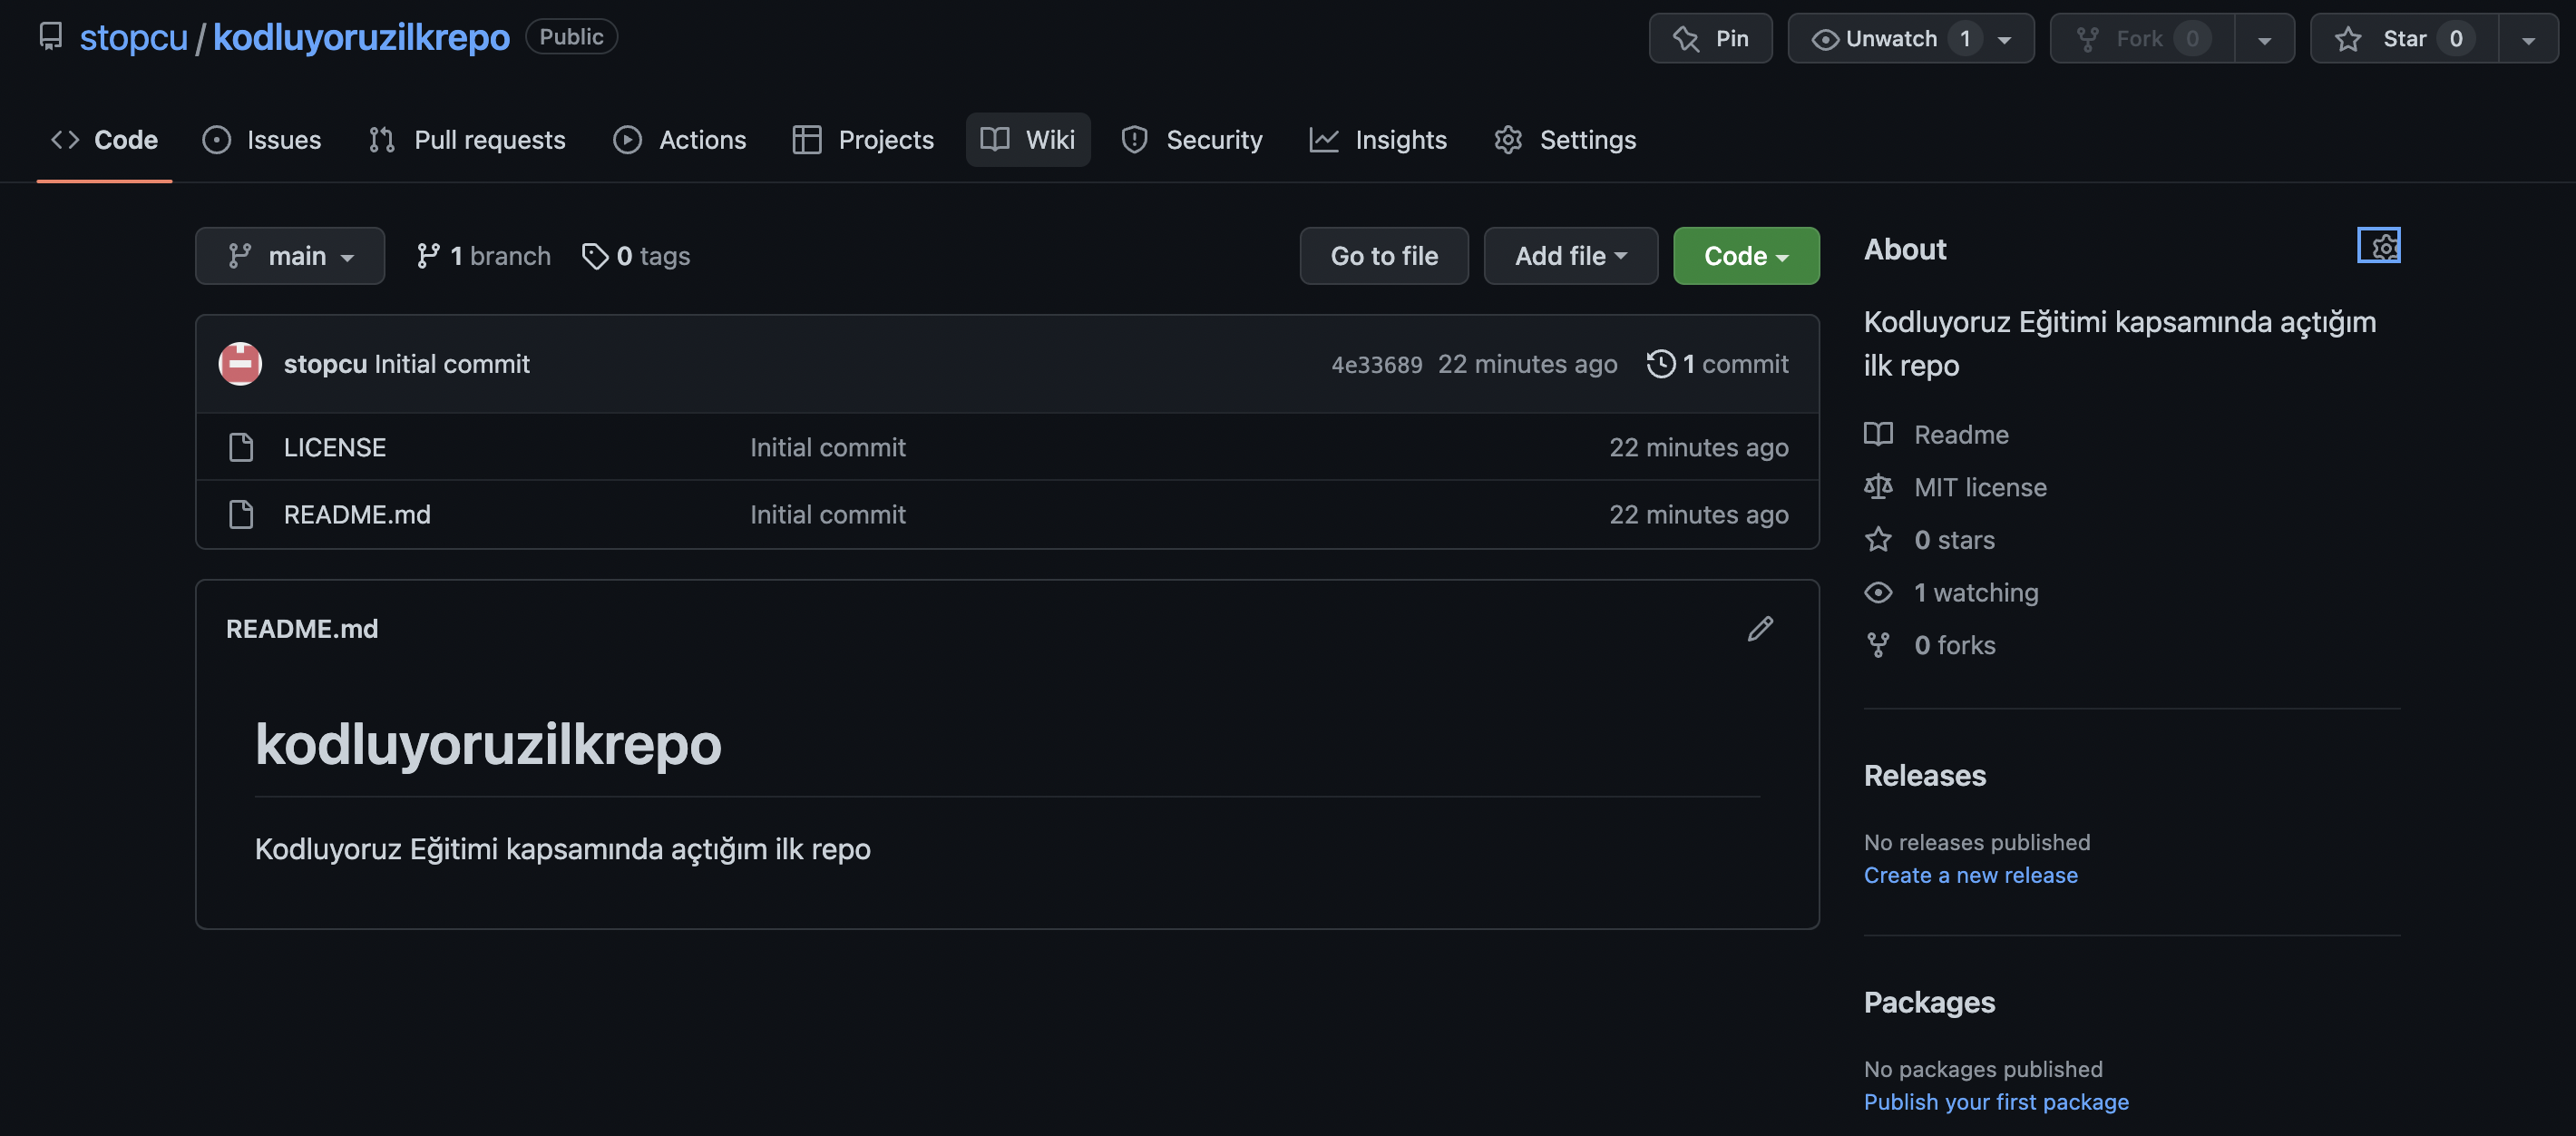 stopcu / kodluyoruzilkrepo Public
Pin Unwatch 1 Fork 0 Star 0
Code Issues Pull requests Actions Projects Wiki Security Insights Settings
main 1 branch 0 tags Go to file Add file Code
stopcu Initial commit 4e33689 22 minutes ago 1 commit
LICENSE Initial commit 22 minutes ago
README.md Initial commit 22 minutes ago
README.md
kodluyoruzilkrepo
Kodluyoruz Eğitimi kapsamında açtığım ilk repo
About
Kodluyoruz Eğitimi kapsamında açtığım
ilk repo
Readme
MIT license
0 stars
1 watching
0 forks
Releases
No releases published
Create a new release
Packages
No packages published
Publish your first package